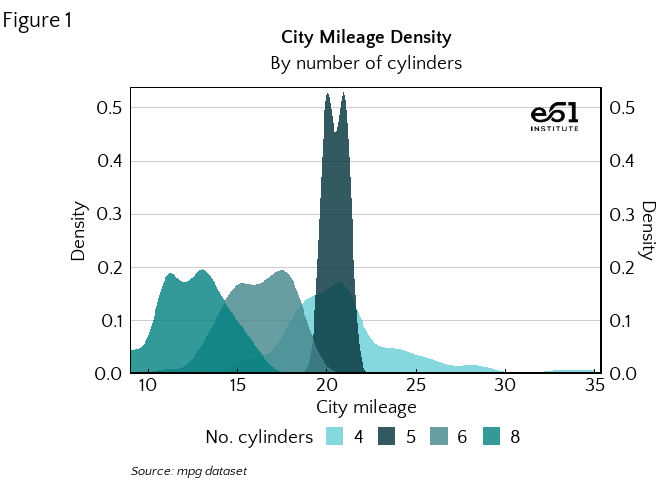 Figure 1
City Mileage Density
By number of cylinders
e61
INSTITUTE
0.5 0.5
0.4 0.4
0.3 0.3
0.2 0.2
0.1 0.1
0.0 0.0
Density Density
10 15 20 25 30 35
City mileage
No. cylinders 4 5 6 8
Source: mpg dataset